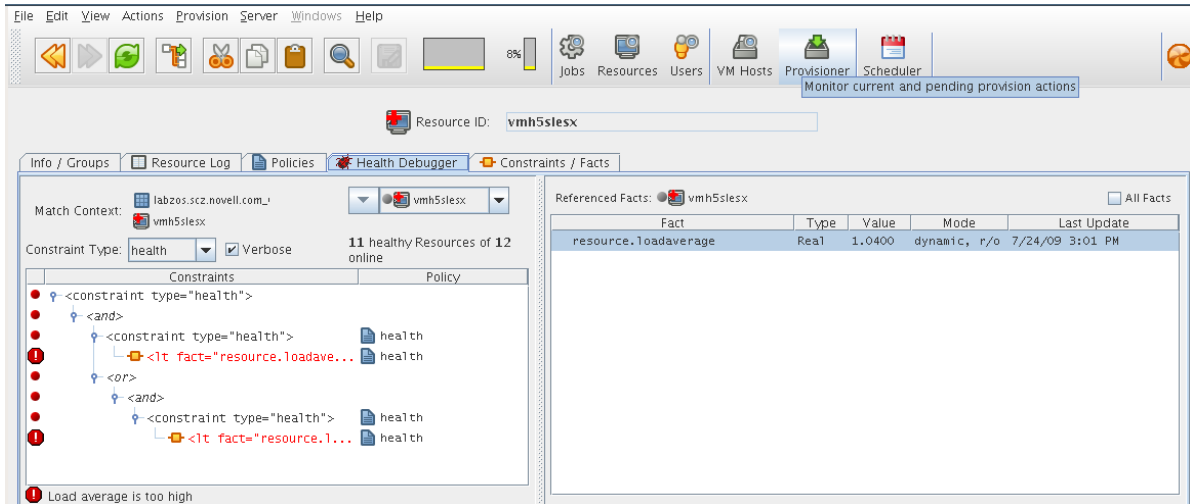 File Edit View Actions Provision Server Windows Help
8%
Jobs Resources Users VM Hosts Provisioner Scheduler
Monitor current and pending provision actions
Resource ID: vmh5slesx
Info / Groups Resource Log Policies Health Debugger Constraints / Facts
Match Context: labzos.scz.novell.com_
vmh5slesx
vmh5slesx
Constraint Type: health Verbose
11 healthy Resources of 12
online
Constraints Policy
<constraint type="health">
<and>
<constraint type="health"> health
<lt fact="resource.loadave... health
<or>
<and>
<constraint type="health"> health
<lt fact="resource.l... health
Load average is too high
Referenced Facts: vmh5slesx All Facts
Fact Type Value Mode Last Update
resource.loadaverage Real 1.0400 dynamic, r/o 7/24/09 3:01 PM